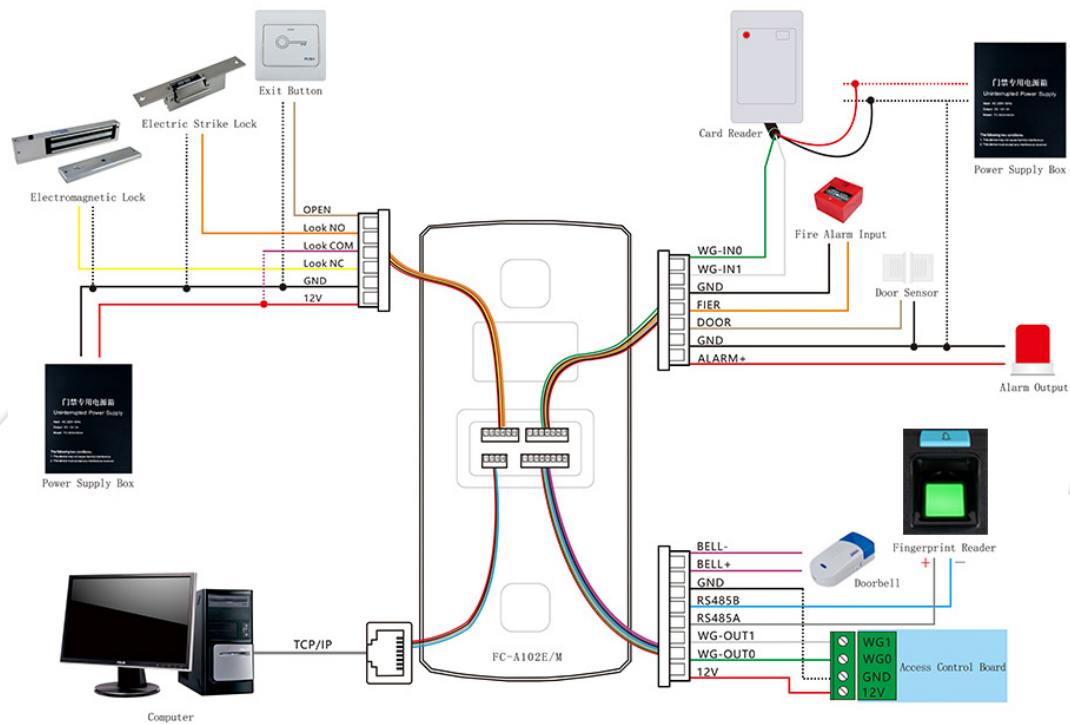 Exit Button
Electric Strike Lock
Electromagnetic Lock
OPEN
Look NO
Look COM
Look NC
GND
12V
门禁专用电源箱
Uninterrupted Power Supply
Power Supply Box
Card Reader
门禁专用电源箱
Uninterrupted Power Supply
The following two conditions:
Power Supply Box
Fire Alarm Input
WG-IN0
WG-IN1
GND
FIER
DOOR
GND
ALARM+
Door Sensor
Alarm Output
Fingerprint Reader
+
−
BELL-
BELL+
GND
RS485B
RS485A
WG-OUT1
WG-OUT0
12V
Doorbell
WG1
WG0
GND
12V
Access Control Board
FC-A102E/M
TCP/IP
Computer